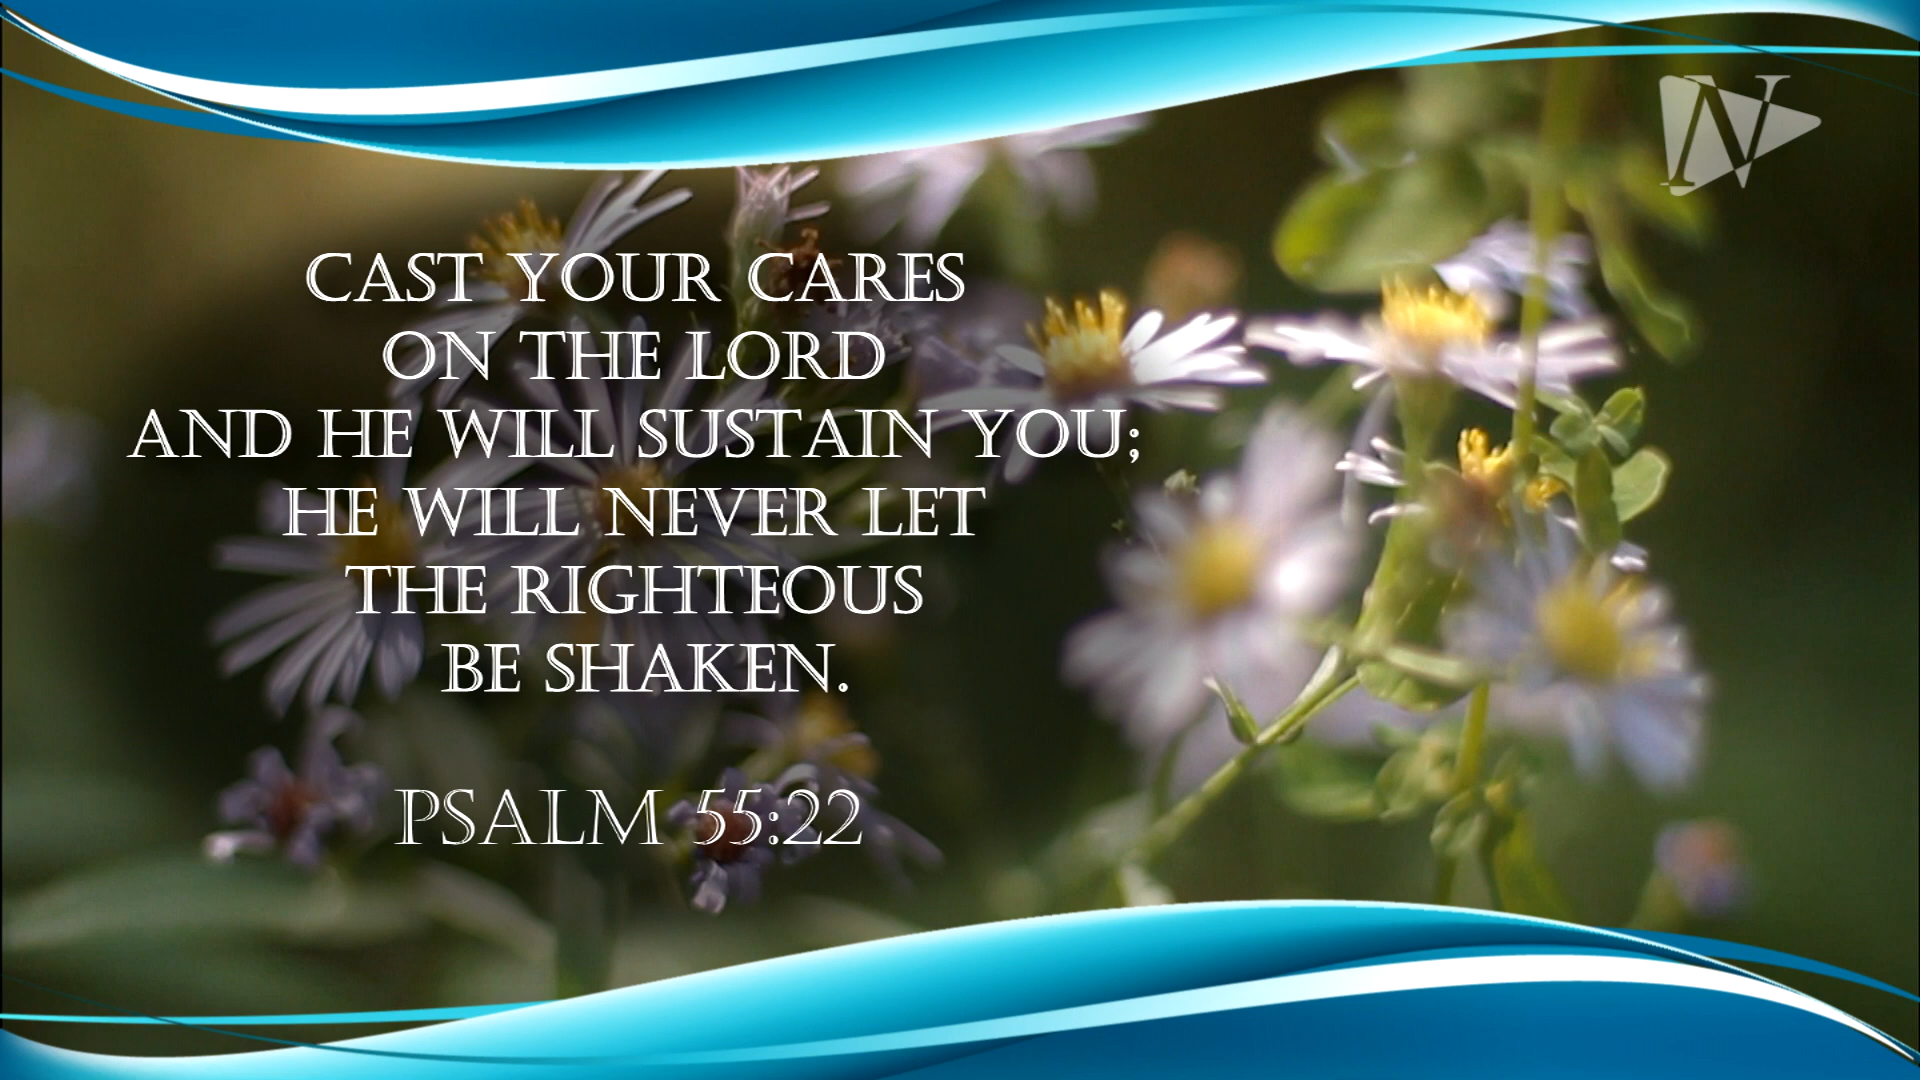 CAST YOUR CARES
ON THE LORD
AND HE WILL SUSTAIN YOU;
HE WILL NEVER LET
THE RIGHTEOUS
BE SHAKEN.
PSALM 55:22
N